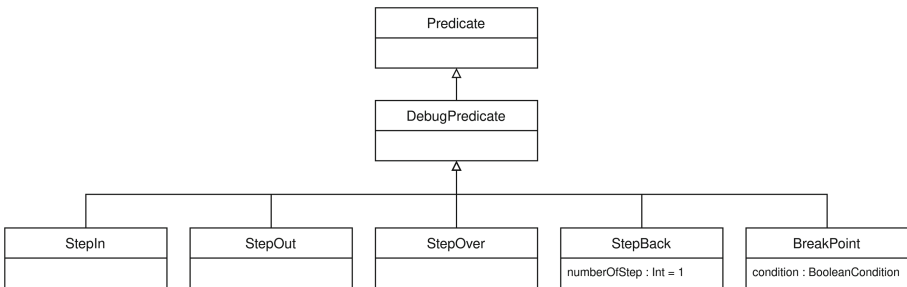 Predicate
DebugPredicate
StepIn
StepOut
StepOver
StepBack
BreakPoint
numberOfStep : Int = 1
condition : BooleanCondition